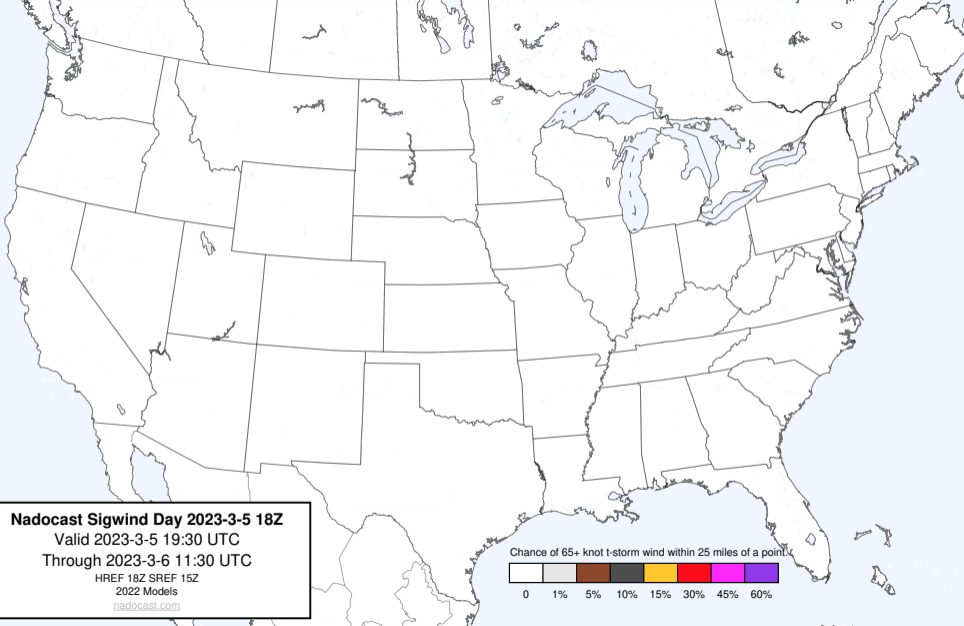 Nadocast Sigwind Day 2023-3-5 18Z
Valid 2023-3-5 19:30 UTC
Through 2023-3-6 11:30 UTC
HREF 18Z SREF 15Z
2022 Models
nadocast.com
Chance of 65+ knot t-storm wind within 25 miles of a point.
0 1% 5% 10% 15% 30% 45% 60%